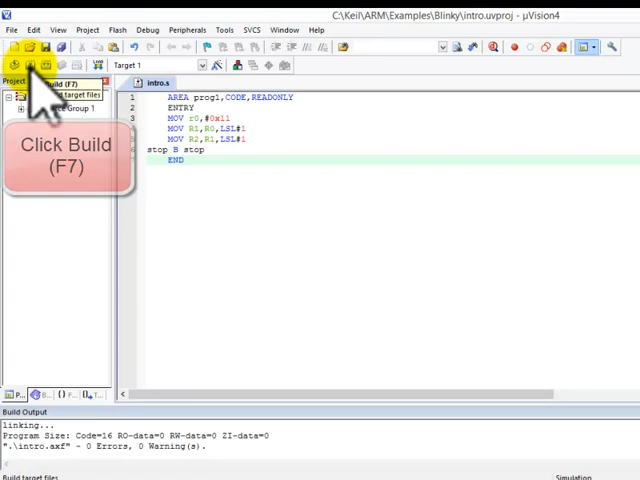 C:\Keil\ARM\Examples\Blinky\intro.uvproj - µVision4
File Edit View Project Flash Debug Peripherals Tools SVCS Window Help
Target 1
Build (F7)
target files
Project
Group 1
intro.s
1 AREA prog1,CODE,READONLY
2 ENTRY
3 MOV r0,#0x11
4 MOV R1,R0,LSL#1
5 MOV R2,R1,LSL#1
6 stop B stop
END
Click Build
(F7)
P... B... {} F... T...
Build Output
linking...
Program Size: Code=16 RO-data=0 RW-data=0 ZI-data=0
".\intro.axf" - 0 Errors, 0 Warning(s).
Build target files
Simulation